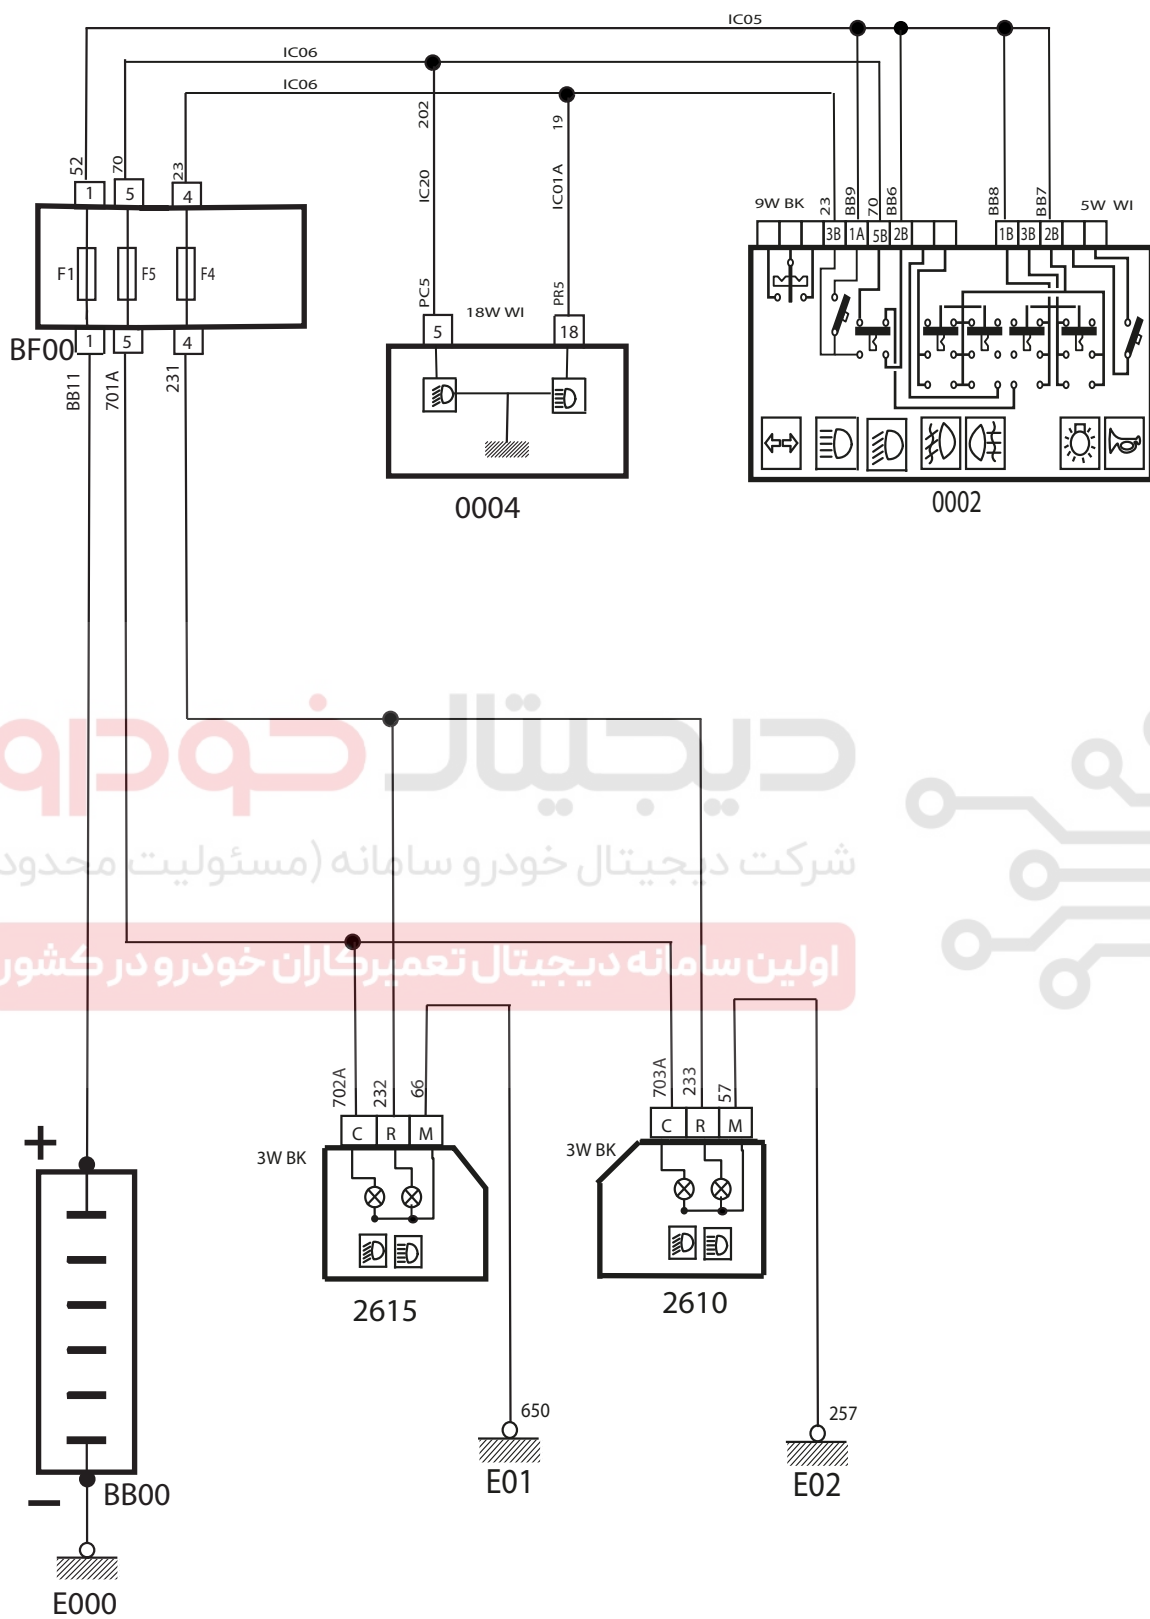 IC05
IC06
IC06
52
70
23
202
19
IC20
IC01A
PC5
PR5
1
5
4
F1
F5
F4
BF00
1
5
4
BB11
701A
231
18W WI
5
18
0004
9W BK
23
BB9
70
BB6
BB8
BB7
5W WI
3B
1A
5B
2B
1B
3B
2B
0002
دیجیتال خودرو
شرکت دیجیتال خودرو سامانه (مسئولیت محدود
اولین سامانه دیجیتال تعمیرکاران خودرو در کشور
702A
232
66
703A
233
57
C
R
M
3W BK
2615
C
R
M
3W BK
2610
650
E01
257
E02
+
−
BB00
E000